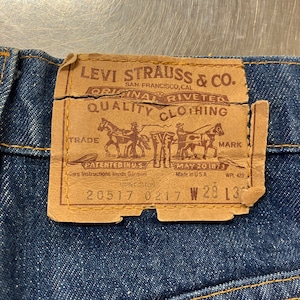 LEVI STRAUSS & CO.
SAN FRANCISCO, CAL
ORIGINAL RIVETED
QUALITY CLOTHING
TRADE MARK
PATENTED IN U.S. MAY 20 1873
Care Instructions Inside Garment Made in U.S.A.
20517 0217 W 28 L3